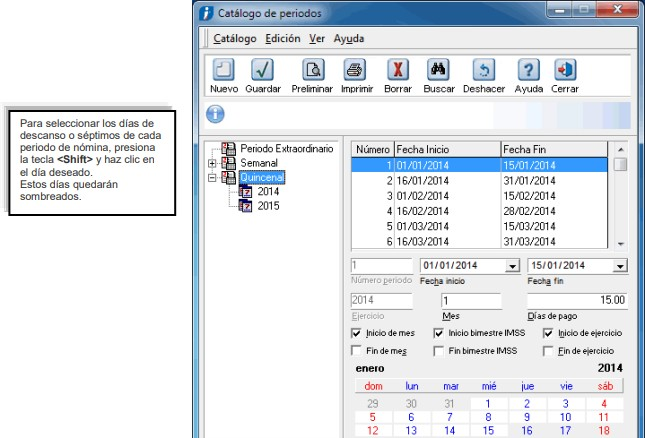 Catálogo de periodos
Catálogo Edición Ver Ayuda
Nuevo Guardar Preliminar Imprimir Borrar Buscar Deshacer Ayuda Cerrar
Para seleccionar los días de
descanso o séptimos de cada
periodo de nómina, presiona
la tecla <Shift> y haz clic en
el día deseado.
Estos días quedarán
sombreados.
Periodo Extraordinario
Semanal
Quincenal
2014
2015
Número Fecha Inicio Fecha Fin
1 01/01/2014 15/01/2014
2 16/01/2014 31/01/2014
3 01/02/2014 15/02/2014
4 16/02/2014 28/02/2014
5 01/03/2014 15/03/2014
6 16/03/2014 31/03/2014
1 01/01/2014 15/01/2014
Número periodo Fecha inicio Fecha fin
2014 1 15.00
Ejercicio Mes Días de pago
Inicio de mes Inicio bimestre IMSS Inicio de ejercicio
Fin de mes Fin bimestre IMSS Fin de ejercicio
enero 2014
dom lun mar mié jue vie sáb
29 30 31 1 2 3 4
5 6 7 8 9 10 11
12 13 14 15 16 17 18